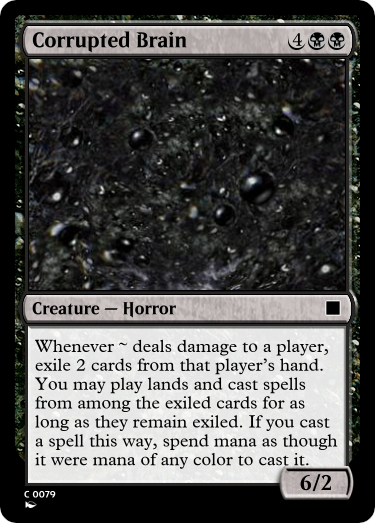 Corrupted Brain 4
Creature — Horror
Whenever ~ deals damage to a player,
exile 2 cards from that player's hand.
You may play lands and cast spells
from among the exiled cards for as
long as they remain exiled. If you cast
a spell this way, spend mana as though
it were mana of any color to cast it.
6/2
C 0079